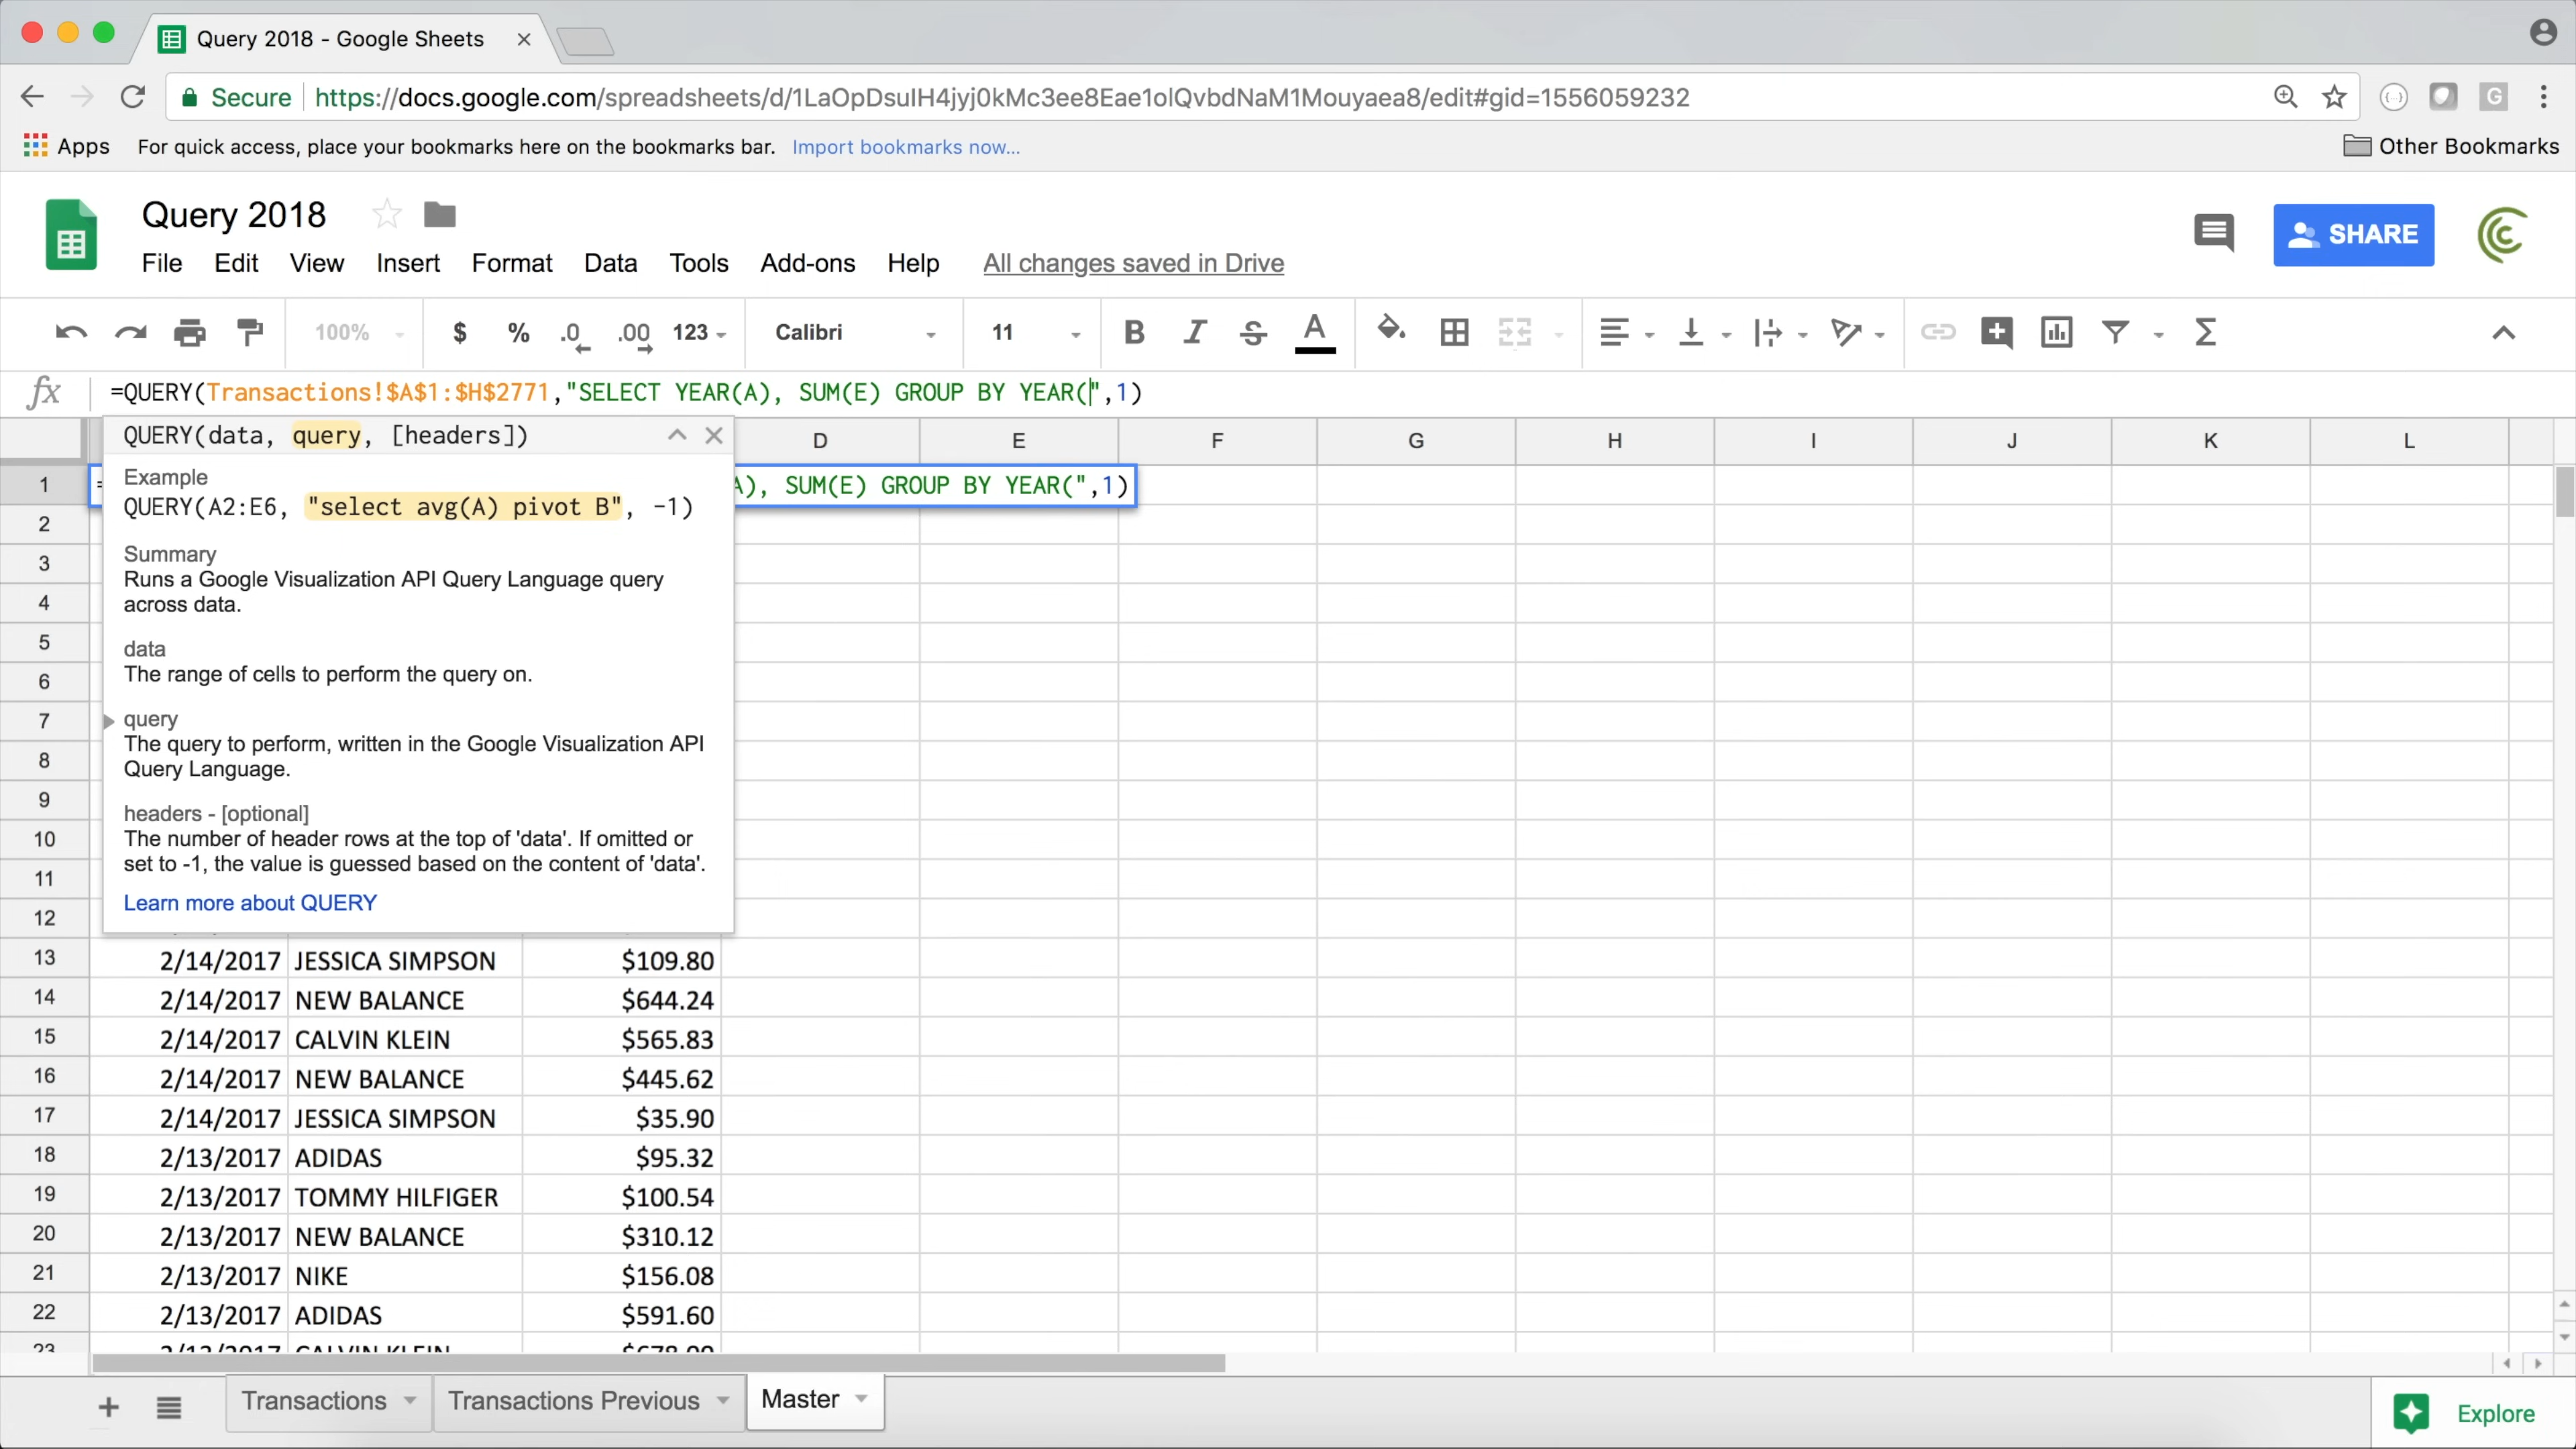 Query 2018 - Google Sheets
Secure https://docs.google.com/spreadsheets/d/1LaOpDsuIH4jyj0kMc3ee8Eae1olQvbdNaM1Mouyaea8/edit#gid=1556059232
G
Apps For quick access, place your bookmarks here on the bookmarks bar. Import bookmarks now... Other Bookmarks
Query 2018
File Edit View Insert Format Data Tools Add-ons Help All changes saved in Drive
SHARE
100% $ % .0 .00 123 Calibri 11 B I S A Σ
fx =QUERY(Transactions!$A$1:$H$2771,"SELECT YEAR(A), SUM(E) GROUP BY YEAR(",1)
QUERY(data, query, [headers])
D E F G H I J K L
1 = A), SUM(E) GROUP BY YEAR(",1)
Example
QUERY(A2:E6, "select avg(A) pivot B", -1)
2
Summary
Runs a Google Visualization API Query Language query
across data.
3
4
data
The range of cells to perform the query on.
5
6
query
The query to perform, written in the Google Visualization API
Query Language.
7
8
headers - [optional]
The number of header rows at the top of 'data'. If omitted or
set to -1, the value is guessed based on the content of 'data'.
9
10
11
Learn more about QUERY
12
13 2/14/2017 JESSICA SIMPSON $109.80
14 2/14/2017 NEW BALANCE $644.24
15 2/14/2017 CALVIN KLEIN $565.83
16 2/14/2017 NEW BALANCE $445.62
17 2/14/2017 JESSICA SIMPSON $35.90
18 2/13/2017 ADIDAS $95.32
19 2/13/2017 TOMMY HILFIGER $100.54
20 2/13/2017 NEW BALANCE $310.12
21 2/13/2017 NIKE $156.08
22 2/13/2017 ADIDAS $591.60
23 2/13/2017 CALVIN KLEIN
Transactions Transactions Previous Master Explore